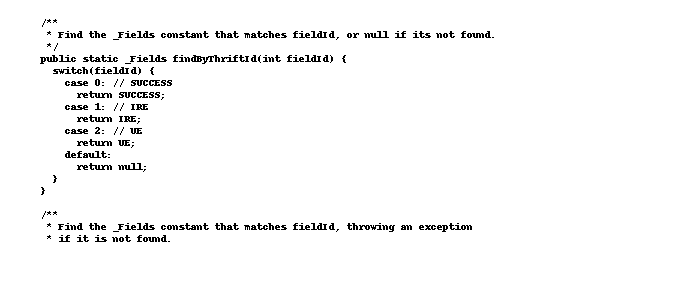 /**
 * Find the _Fields constant that matches fieldId, or null if its not found.
 */
public static _Fields findByThriftId(int fieldId) {
  switch(fieldId) {
    case 0: // SUCCESS
      return SUCCESS;
    case 1: // IRE
      return IRE;
    case 2: // UE
      return UE;
    default:
      return null;
  }
}
/**
 * Find the _Fields constant that matches fieldId, throwing an exception
 * if it is not found.